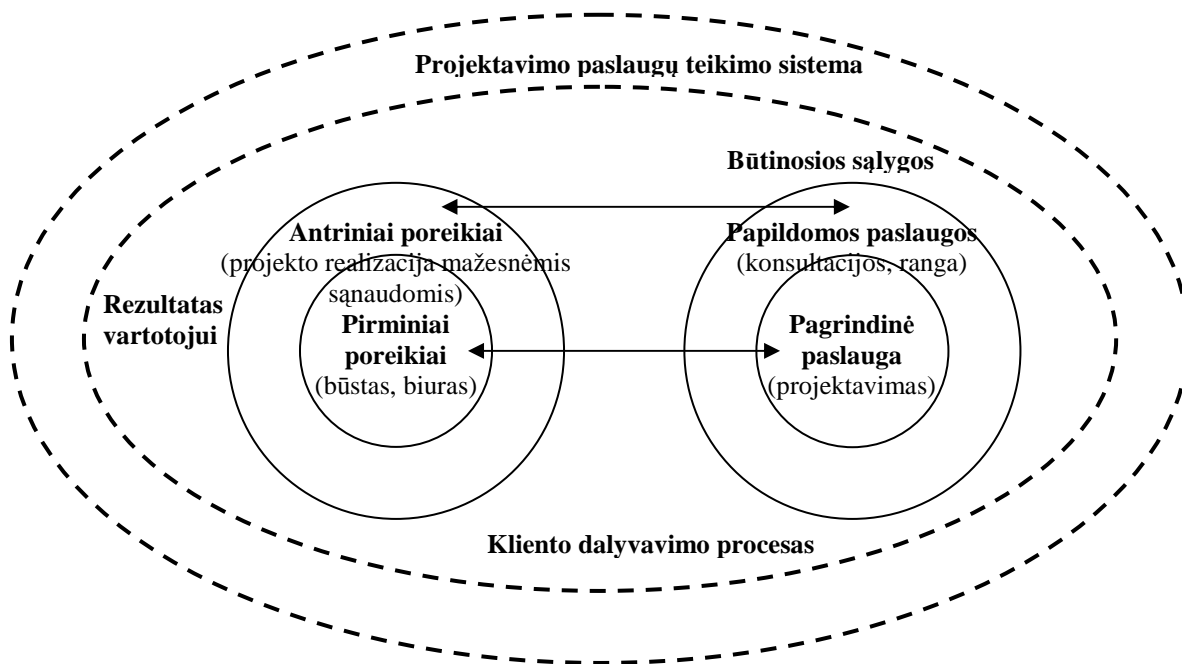 Projektavimo paslaugų teikimo sistema
Būtinosios sąlygos
Antriniai poreikiai
(projekto realizacija mažesnėmis
sąnaudomis)
Pirminiai
poreikiai
(būstas, biuras)
Papildomos paslaugos
(konsultacijos, ranga)
Pagrindinė
paslauga
(projektavimas)
Rezultatas
vartotojui
Kliento dalyvavimo procesas